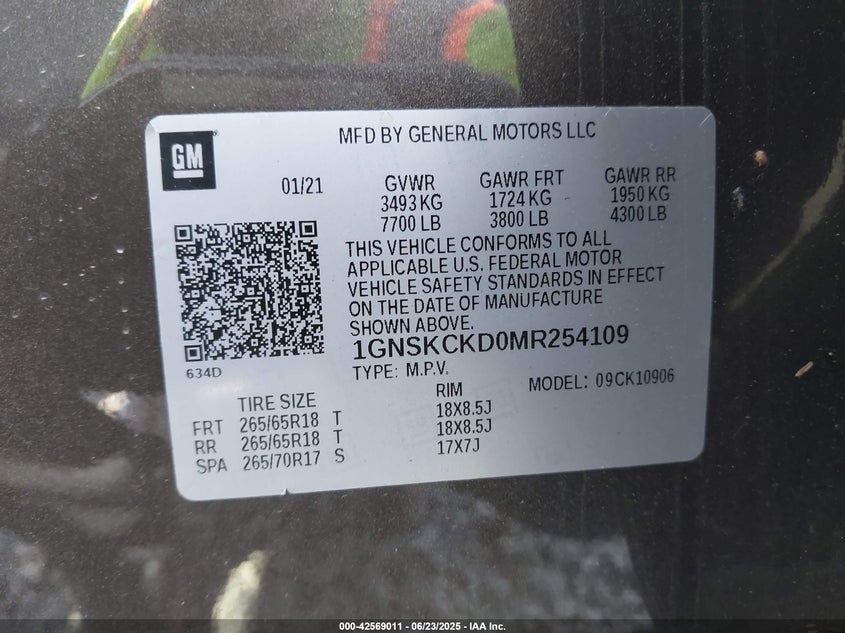 MFD BY GENERAL MOTORS LLC
GM
01/21
GVWR GAWR FRT GAWR RR
3493 KG 1724 KG 1950 KG
7700 LB 3800 LB 4300 LB
THIS VEHICLE CONFORMS TO ALL
APPLICABLE U.S. FEDERAL MOTOR
VEHICLE SAFETY STANDARDS IN EFFECT
ON THE DATE OF MANUFACTURE
SHOWN ABOVE.
634D
1GNSKCKD0MR254109
TYPE: M.P.V. MODEL: 09CK10906
TIRE SIZE RIM
FRT 265/65R18 T 18X8.5J
RR 265/65R18 T 18X8.5J
SPA 265/70R17 S 17X7J
000-42569011 - 06/23/2025 - IAA Inc.